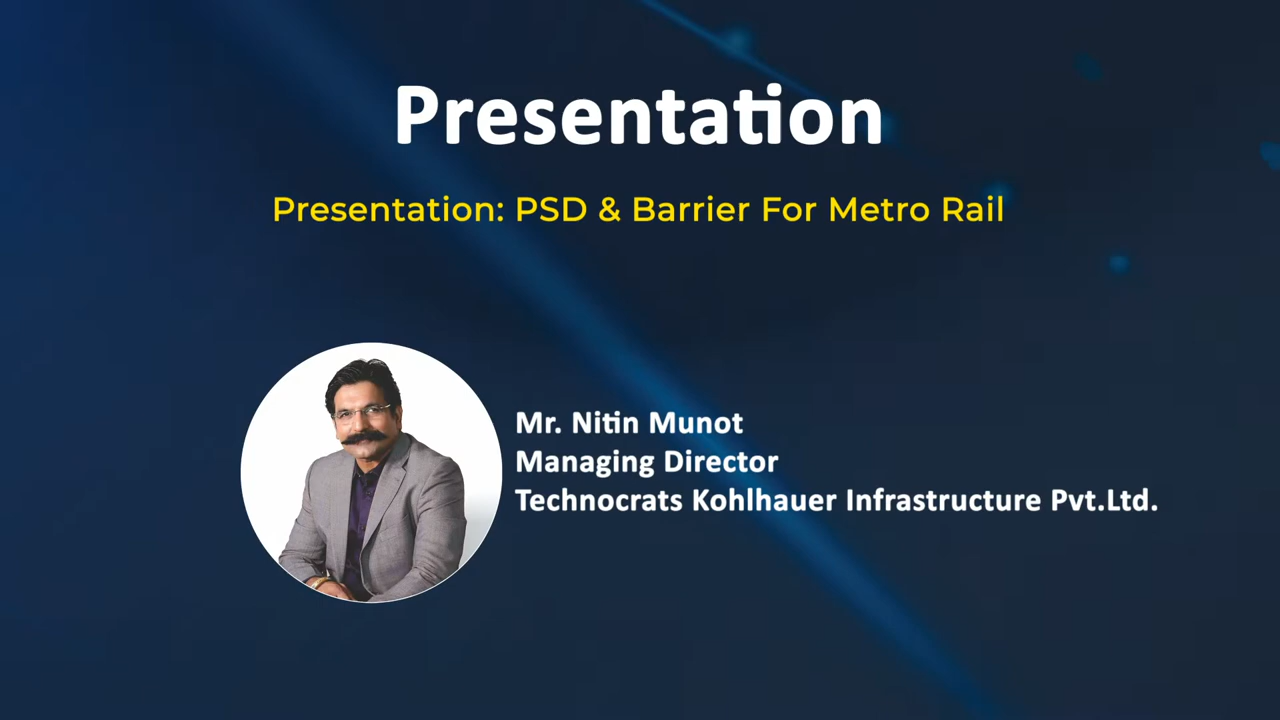 Presentation
Presentation: PSD & Barrier For Metro Rail
Mr. Nitin Munot
Managing Director
Technocrats Kohlhauer Infrastructure Pvt.Ltd.